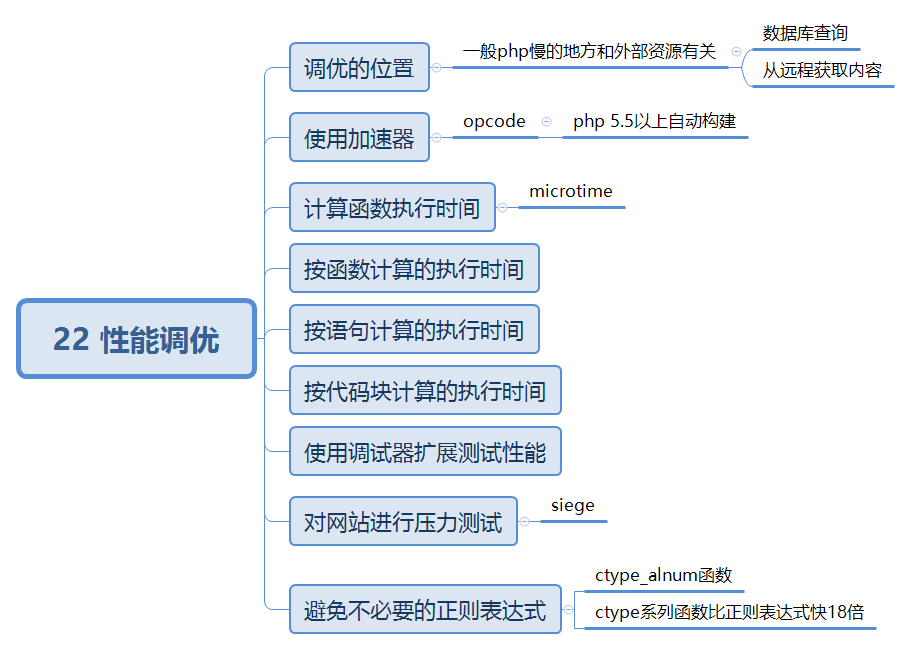 22 性能调优
调优的位置
一般php慢的地方和外部资源有关
数据库查询
从远程获取内容
使用加速器
opcode
php 5.5以上自动构建
计算函数执行时间
microtime
按函数计算的执行时间
按语句计算的执行时间
按代码块计算的执行时间
使用调试器扩展测试性能
对网站进行压力测试
siege
避免不必要的正则表达式
ctype_alnum函数
ctype系列函数比正则表达式快18倍